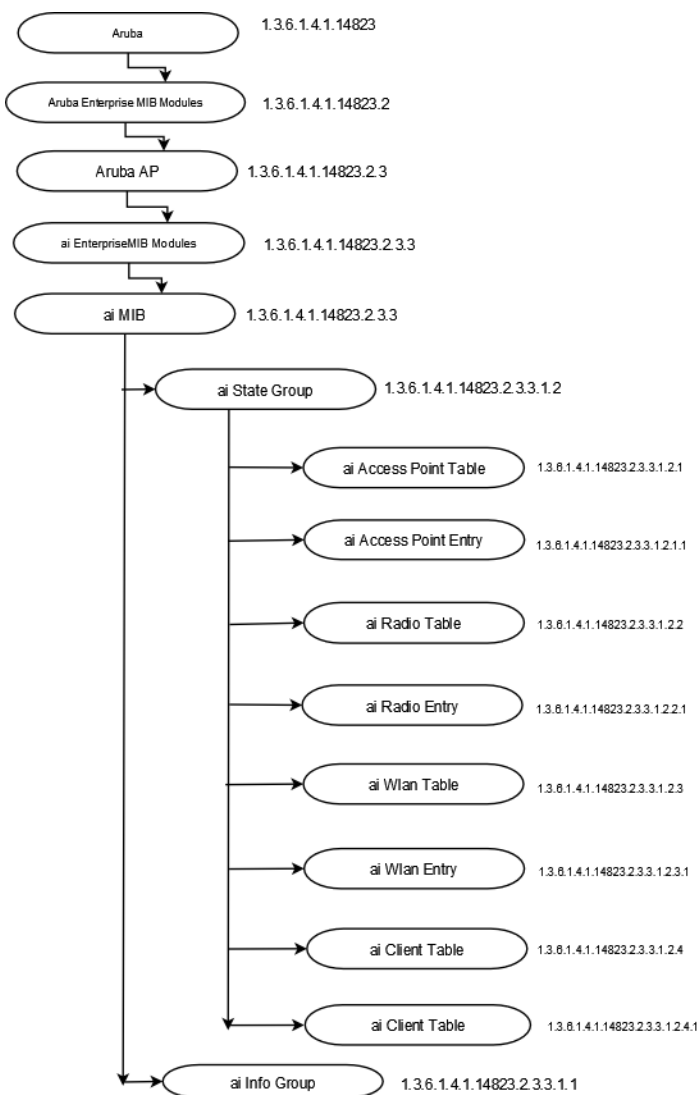 Aruba 1.3.6.1.4.1.14823
Aruba Enterprise MIB Modules 1.3.6.1.4.1.14823.2
Aruba AP 1.3.6.1.4.1.14823.2.3
ai EnterpriseMIB Modules 1.3.6.1.4.1.14823.2.3.3
ai MIB 1.3.6.1.4.1.14823.2.3.3
ai State Group 1.3.6.1.4.1.14823.2.3.3.1.2
ai Access Point Table 1.3.6.1.4.1.14823.2.3.3.1.2.1
ai Access Point Entry 1.3.6.1.4.1.14823.2.3.3.1.2.1.1
ai Radio Table 1.3.6.1.4.1.14823.2.3.3.1.2.2
ai Radio Entry 1.3.6.1.4.1.14823.2.3.3.1.2.2.1
ai Wlan Table 1.3.6.1.4.1.14823.2.3.3.1.2.3
ai Wlan Entry 1.3.6.1.4.1.14823.2.3.3.1.2.3.1
ai Client Table 1.3.6.1.4.1.14823.2.3.3.1.2.4
ai Client Table 1.3.6.1.4.1.14823.2.3.3.1.2.4.1
ai Info Group 1.3.6.1.4.1.14823.2.3.3.1.1